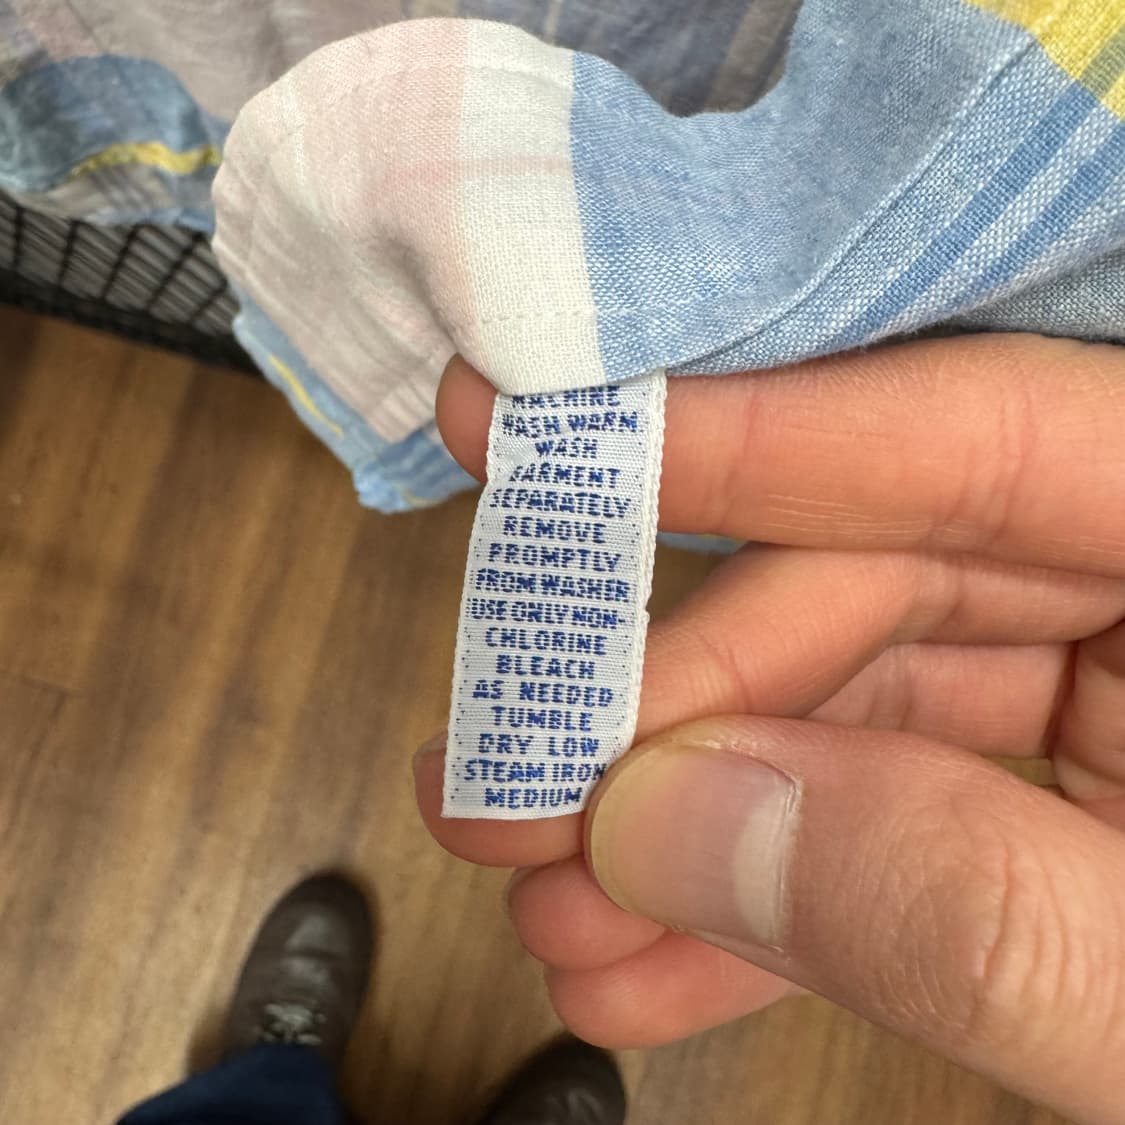 MACHINE
WASH WARM
WASH
GARMENT
SEPARATELY
REMOVE
PROMPTLY
FROM WASHER
USE ONLY NON-
CHLORINE
BLEACH
AS NEEDED
TUMBLE
DRY LOW
STEAM IRON
MEDIUM